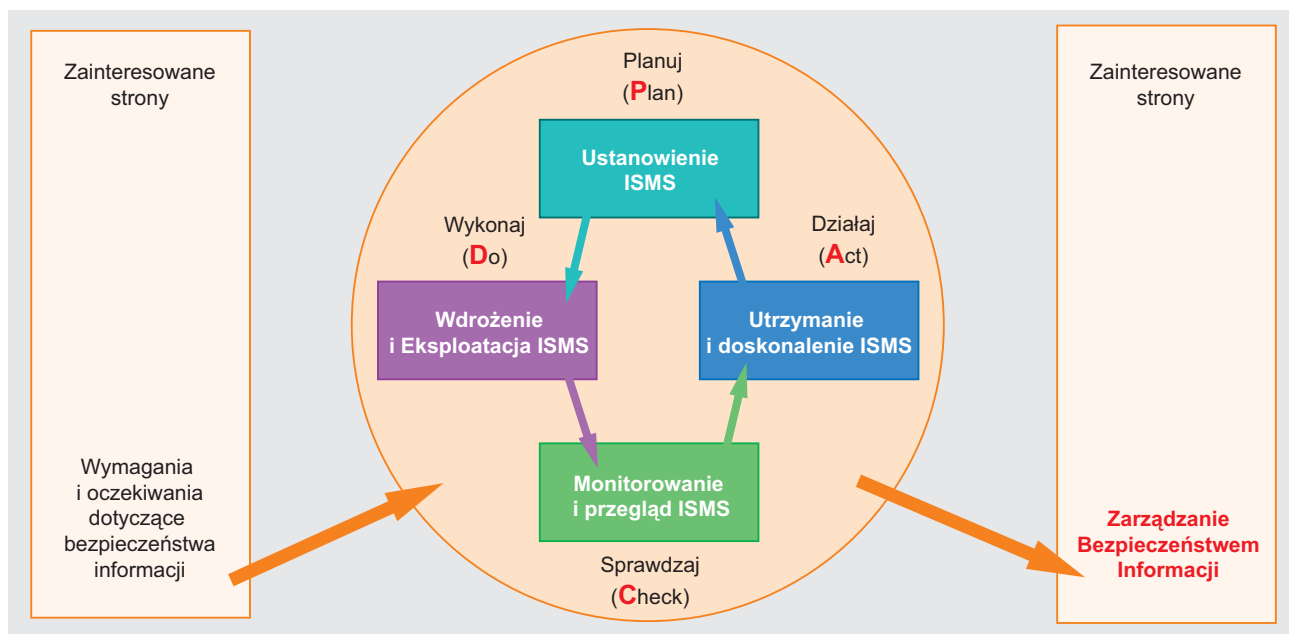 Zainteresowane
strony
Wymagania
i oczekiwania
dotyczące
bezpieczeństwa
informacji
Planuj
(Plan)
Ustanowienie
ISMS
Wykonaj
(Do)
Działaj
(Act)
Wdrożenie
i Eksploatacja ISMS
Utrzymanie
i doskonalenie ISMS
Monitorowanie
i przegląd ISMS
Sprawdzaj
(Check)
Zainteresowane
strony
Zarządzanie
Bezpieczeństwem
Informacji